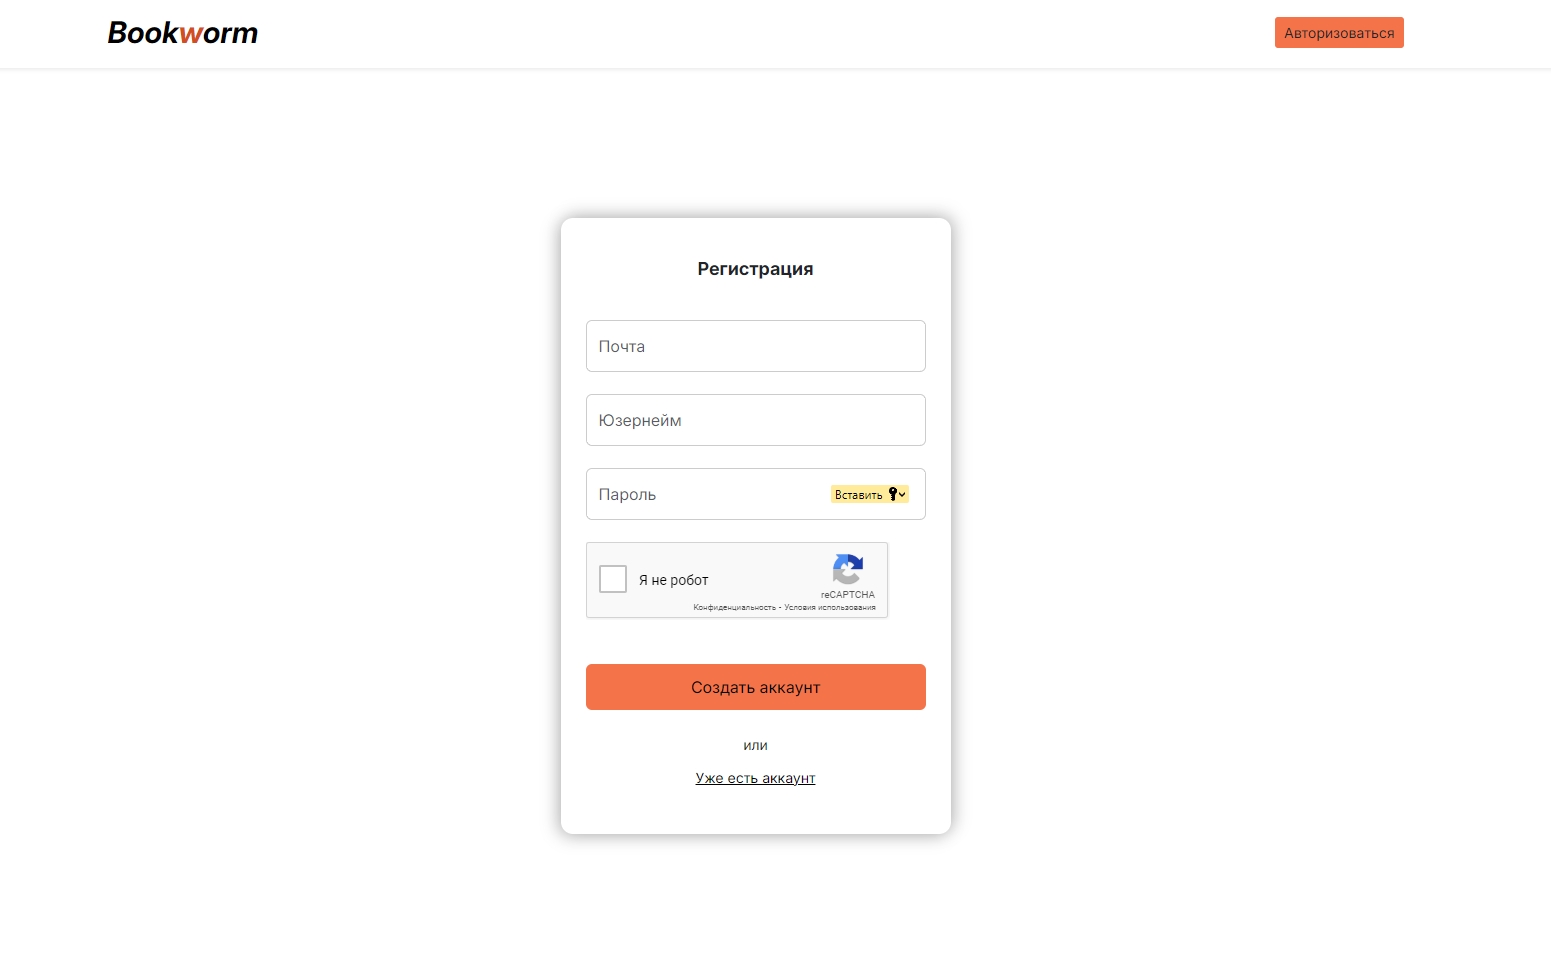 Bookworm
Авторизоваться
Регистрация
Почта
Юзернейм
Пароль
Вставить
Я не робот
reCAPTCHA
Конфиденциальность - Условия использования
Создать аккаунт
или
Уже есть аккаунт